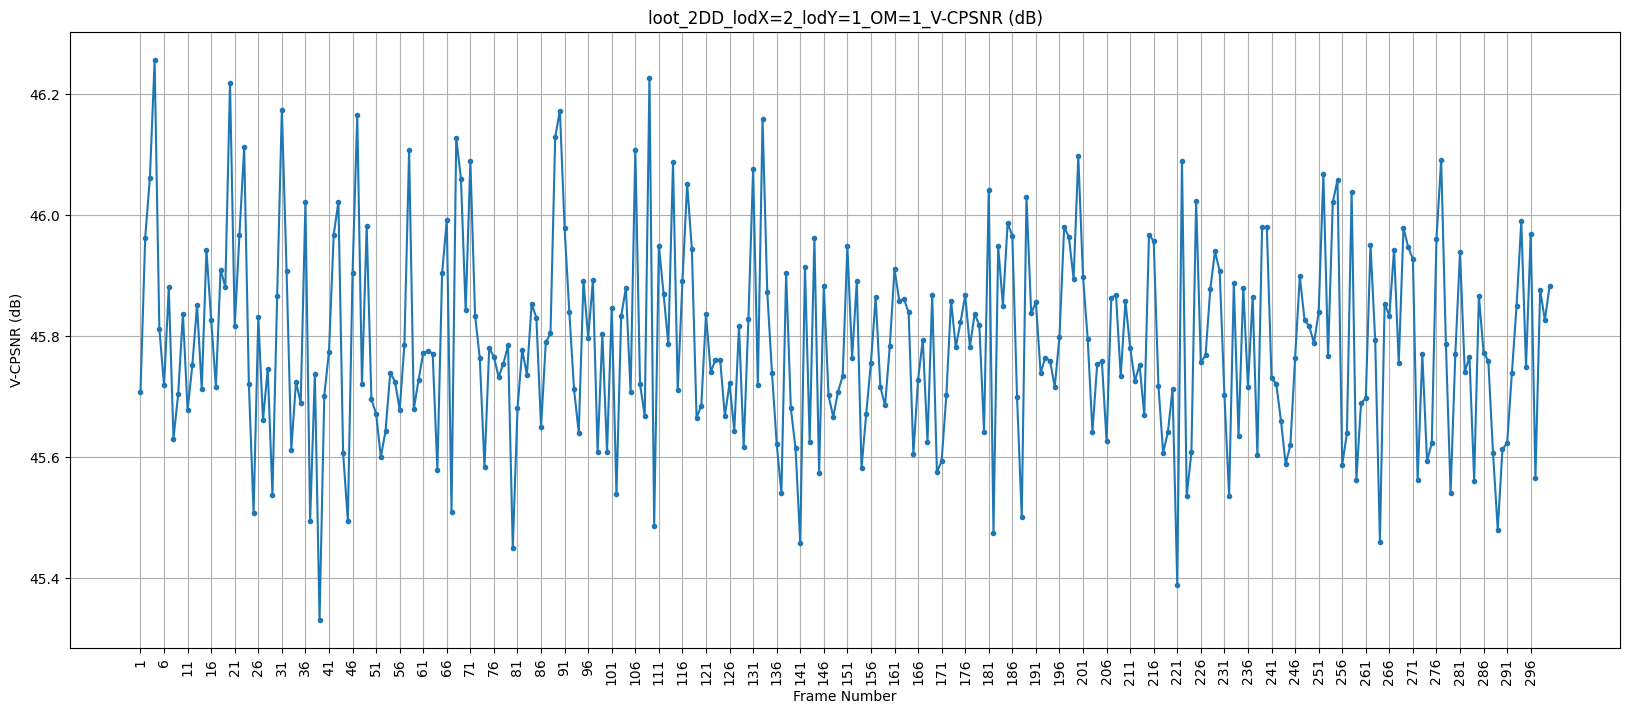 loot_2DD_lodX=2_lodY=1_OM=1_V-CPSNR (dB)
V-CPSNR (dB)
46.2
46.0
45.8
45.6
45.4
1 6 11 16 21 26 31 36 41 46 51 56 61 66 71 76 81 86 91 96 101 106 111 116 121 126 131 136 141 146 151 156 161 166 171 176 181 186 191 196 201 206 211 216 221 226 231 236 241 246 251 256 261 266 271 276 281 286 291 296
Frame Number